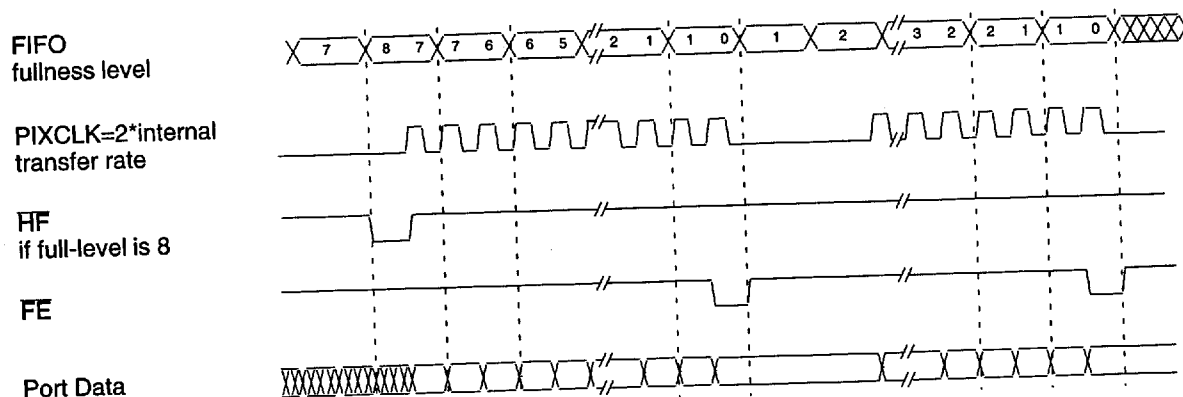 FIFO
fullness level
7 8 7 7 6 6 5 2 1 1 0 1 2 3 2 2 1 1 0
PIXCLK=2*internal
transfer rate
HF
if full-level is 8
FE
Port Data